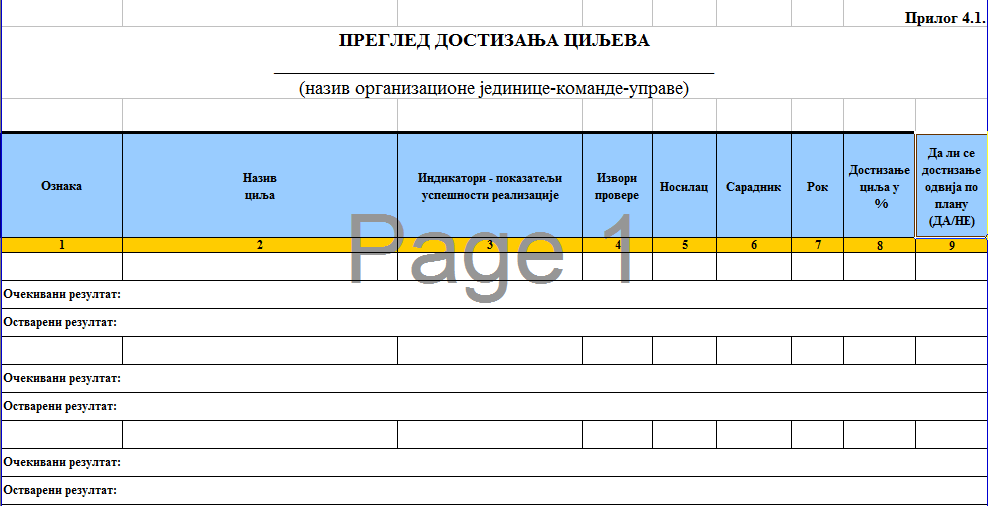 Прилог 4.1.
ПРЕГЛЕД ДОСТИЗАЊА ЦИЉЕВА
(назив организационе јединице-команде-управе)
Ознака
Назив
циља
Индикатори - показатељи
успешности реализације
Извори
провере
Носилац
Сарадник
Рок
Достизање
циља у
%
Да ли се
достизање
одвија по
плану
(ДА/НЕ)
1 2 3 4 5 6 7 8 9
Page 1
Очекивани резултат:
Остварени резултат:
Очекивани резултат:
Остварени резултат:
Очекивани резултат:
Остварени резултат: